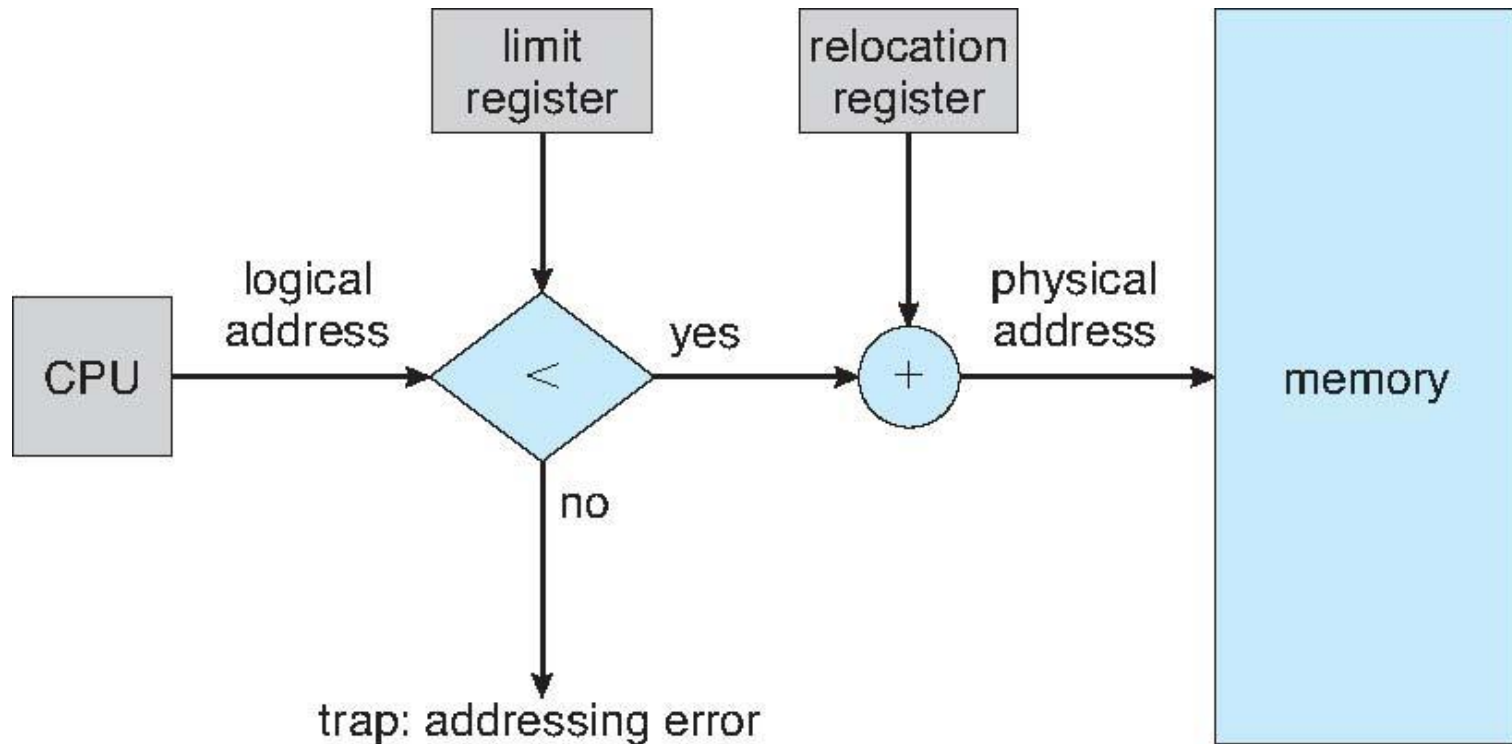 limit
register
relocation
register
logical
address
physical
address
CPU
<
yes
+
memory
no
trap: addressing error